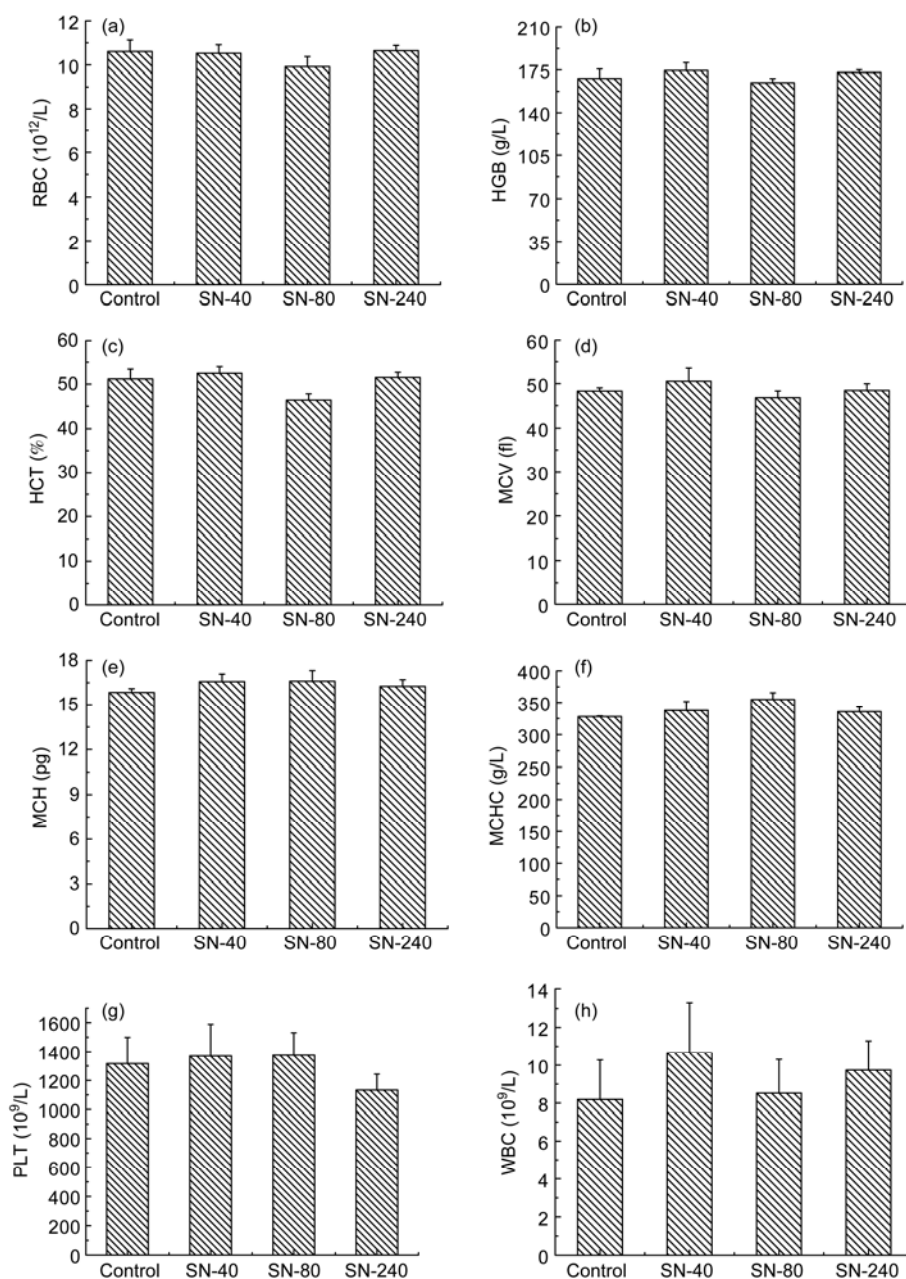 (a)
12
10
8
6
4
2
0
RBC (10¹²/L)
Control SN-40 SN-80 SN-240
(b)
210
175
140
105
70
35
0
HGB (g/L)
Control SN-40 SN-80 SN-240
(c)
60
50
40
30
20
10
0
HCT (%)
Control SN-40 SN-80 SN-240
(d)
60
50
40
30
20
10
0
MCV (fl)
Control SN-40 SN-80 SN-240
(e)
18
15
12
9
6
3
0
MCH (pg)
Control SN-40 SN-80 SN-240
(f)
350
300
250
200
150
100
50
0
MCHC (g/L)
Control SN-40 SN-80 SN-240
(g)
1600
1400
1200
1000
800
600
400
200
0
PLT (10⁹/L)
Control SN-40 SN-80 SN-240
(h)
14
12
10
8
6
4
2
0
WBC (10⁹/L)
Control SN-40 SN-80 SN-240